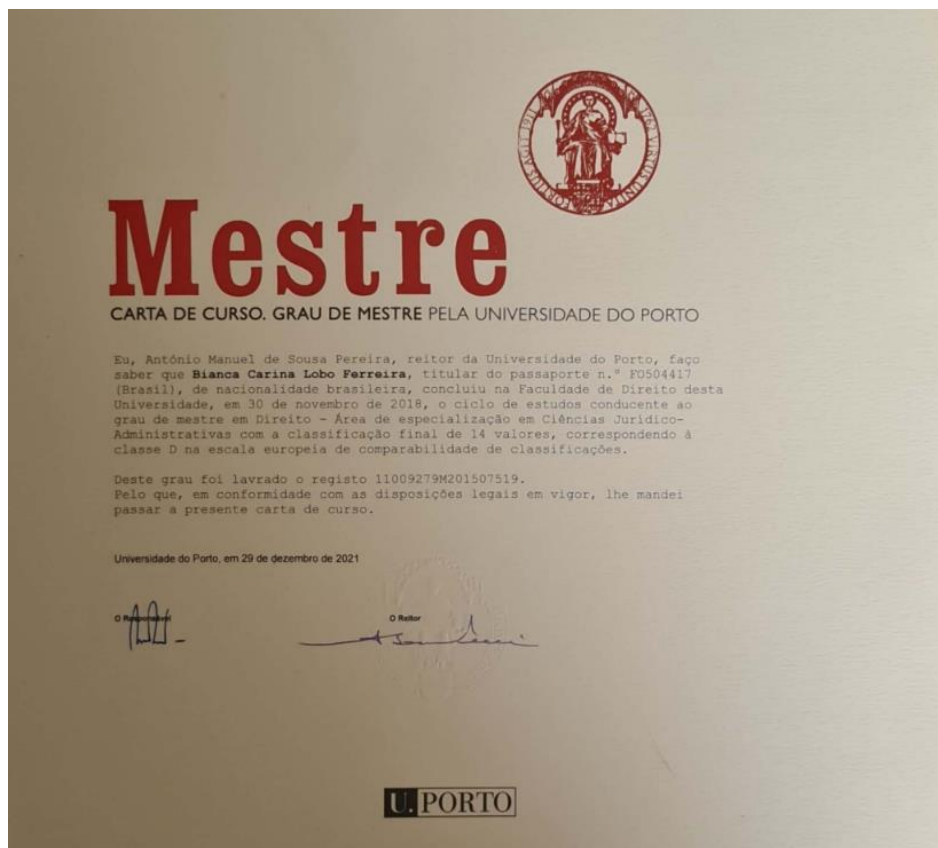 VIRTUS UNITA FORTIUS AGIT 1911
Mestre
CARTA DE CURSO. GRAU DE MESTRE PELA UNIVERSIDADE DO PORTO
Eu, António Manuel de Sousa Pereira, reitor da Universidade do Porto, faço
saber que Bianca Carina Lobo Ferreira, titular do passaporte n.º FO504417
(Brasil), de nacionalidade brasileira, concluiu na Faculdade de Direito desta
Universidade, em 30 de novembro de 2018, o ciclo de estudos conducente ao
grau de mestre em Direito - Área de especialização em Ciências Jurídico-
Administrativas com a classificação final de 14 valores, correspondendo à
classe D na escala europeia de comparabilidade de classificações.
Deste grau foi lavrado o registo 11009279M201507519.
Pelo que, em conformidade com as disposições legais em vigor, lhe mandei
passar a presente carta de curso.
Universidade do Porto, em 29 de dezembro de 2021
O Responsável
O Reitor
U. PORTO